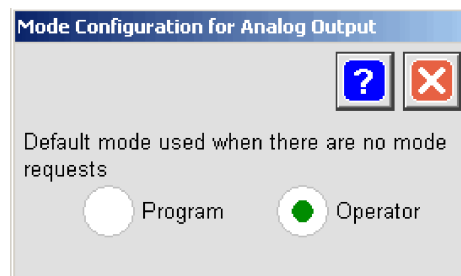 Mode Configuration for Analog Output
?
Default mode used when there are no mode
requests
Program Operator